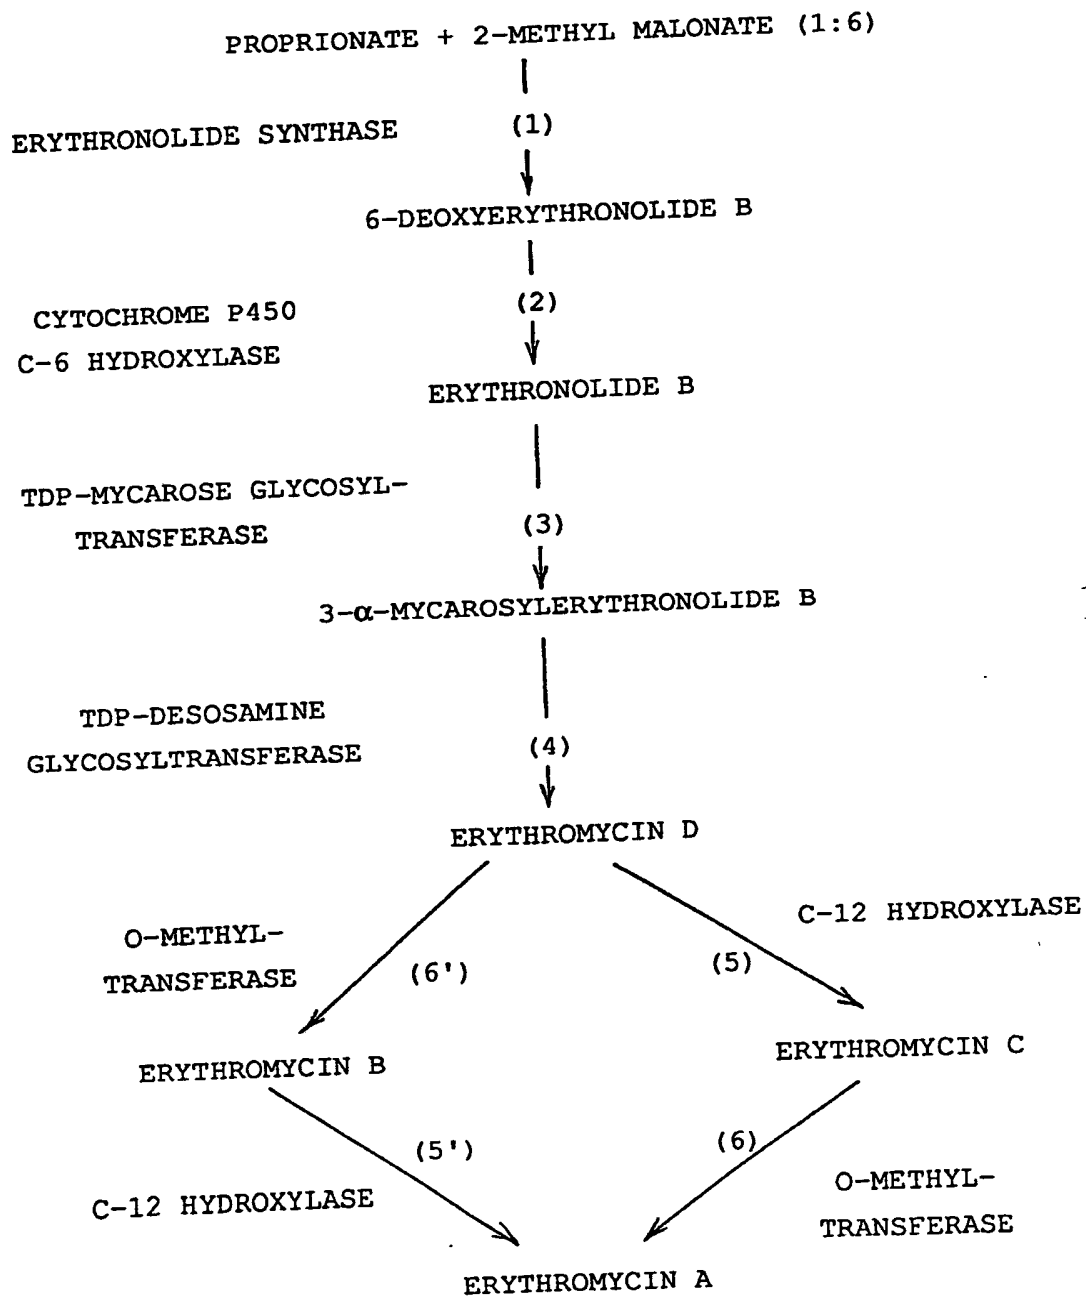 PROPRIONATE + 2-METHYL MALONATE (1:6)
ERYTHRONOLIDE SYNTHASE
(1)
6-DEOXYERYTHRONOLIDE B
CYTOCHROME P450
C-6 HYDROXYLASE
(2)
ERYTHRONOLIDE B
TDP-MYCAROSE GLYCOSYL-
TRANSFERASE
(3)
3-α-MYCAROSYLERYTHRONOLIDE B
TDP-DESOSAMINE
GLYCOSYLTRANSFERASE
(4)
ERYTHROMYCIN D
O-METHYL-
TRANSFERASE
(6')
C-12 HYDROXYLASE
(5)
ERYTHROMYCIN B
ERYTHROMYCIN C
(5')
C-12 HYDROXYLASE
(6)
O-METHYL-
TRANSFERASE
ERYTHROMYCIN A